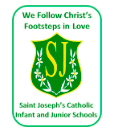 We Follow Christ's
Footsteps in Love
SJ
Saint Joseph's Catholic
Infant and Junior Schools